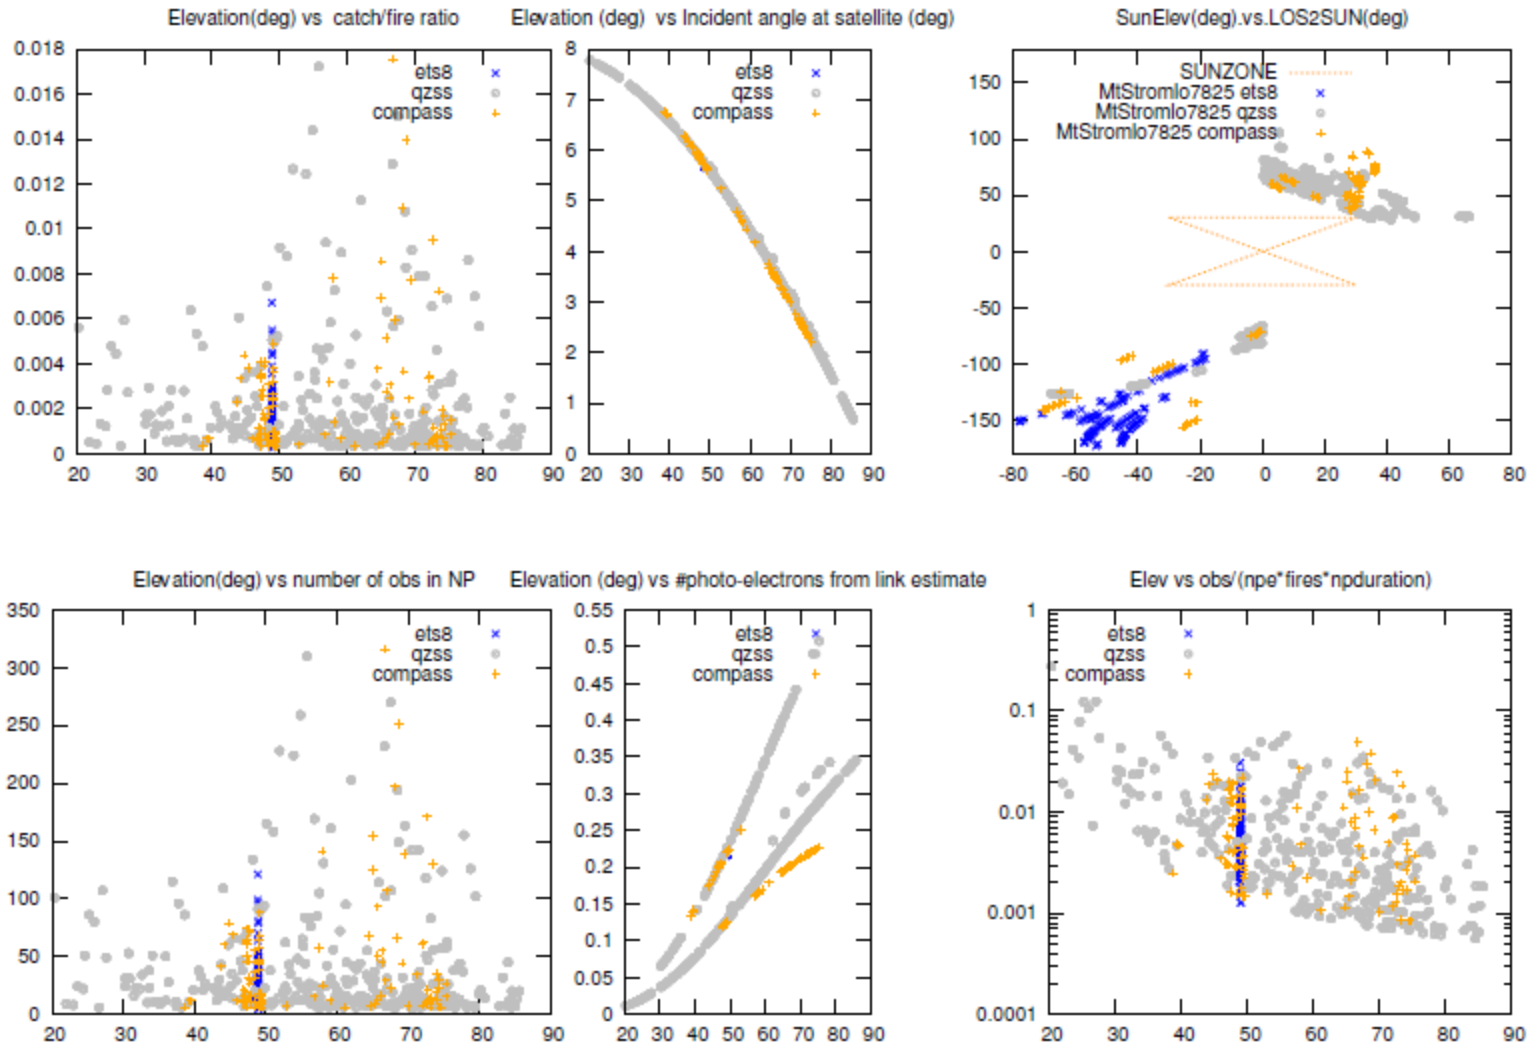 Elevation(deg) vs catch/fire ratio
0.018
0.016
0.014
0.012
0.01
0.008
0.006
0.004
0.002
0
20 30 40 50 60 70 80 90
ets8
qzss
compass
Elevation (deg) vs Incident angle at satellite (deg)
8
7
6
5
4
3
2
1
0
20 30 40 50 60 70 80 90
ets8
qzss
compass
SunElev(deg).vs.LOS2SUN(deg)
150
100
50
0
-50
-100
-150
-80 -60 -40 -20 0 20 40 60 80
SUNZONE
MtStromlo7825 ets8
MtStromlo7825 qzss
MtStromlo7825 compass
Elevation(deg) vs number of obs in NP
350
300
250
200
150
100
50
0
20 30 40 50 60 70 80 90
ets8
qzss
compass
Elevation (deg) vs #photo-electrons from link estimate
0.55
0.5
0.45
0.4
0.35
0.3
0.25
0.2
0.15
0.1
0.05
0
20 30 40 50 60 70 80 90
ets8
qzss
compass
Elev vs obs/(npe*fires*npduration)
1
0.1
0.01
0.001
0.0001
20 30 40 50 60 70 80 90
ets8
qzss
compass